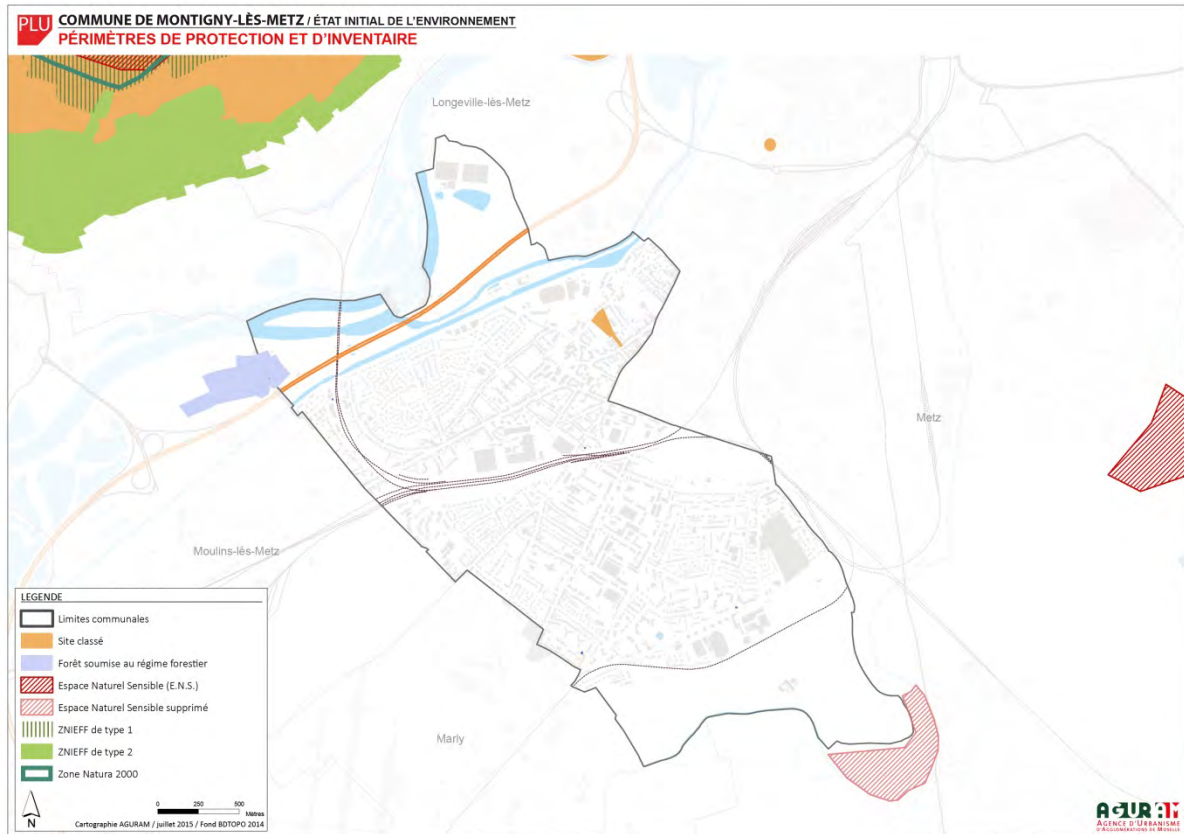 PLU COMMUNE DE MONTIGNY-LÈS-METZ / ÉTAT INITIAL DE L'ENVIRONNEMENT
PÉRIMÈTRES DE PROTECTION ET D'INVENTAIRE
Longeville-lès-Metz
Metz
Moulins-lès-Metz
Marly
LEGENDE
Limites communales
Site classé
Forêt soumise au régime forestier
Espace Naturel Sensible (E.N.S.)
Espace Naturel Sensible supprimé
ZNIEFF de type 1
ZNIEFF de type 2
Zone Natura 2000
N
0 250 500
Mètres
Cartographie AGURAM / juillet 2015 / Fond BDTOPO 2014
AGURAM
AGENCE D'URBANISME
D'AGGLOMÉRATIONS DE MOSELLE